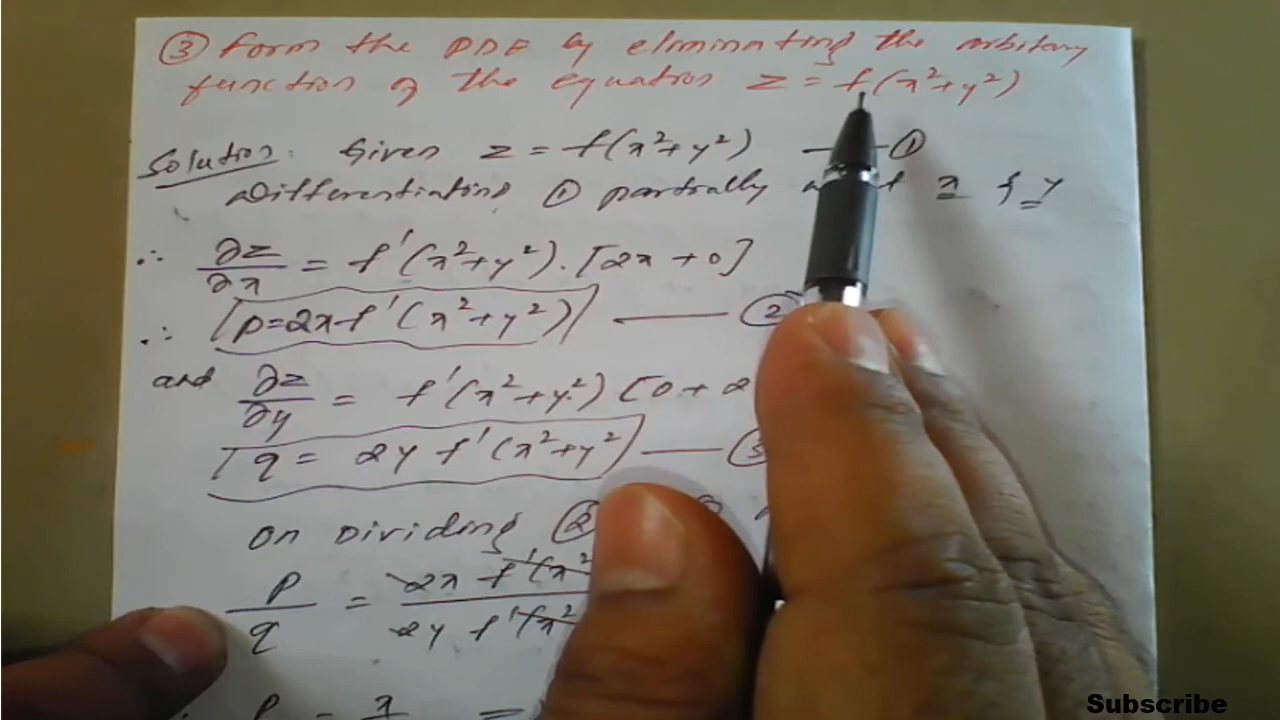 ③ Form the PDE by eliminating the arbitary
function of the equation z = f(x²+y²)
Solution: Given z = f(x²+y²) — ①
Differentiating ① partially x & y
∴ ∂z/∂x = f'(x²+y²). [2x + 0]
∴ [p=2x f'(x²+y²)] — ②
and ∂z/∂y = f'(x²+y²) [0 + 2
q = 2y f'(x²+y²) — ③
On Dividing ②
p/q = 2x f'(x² / 2y f'(x²
p = x =
Subscribe